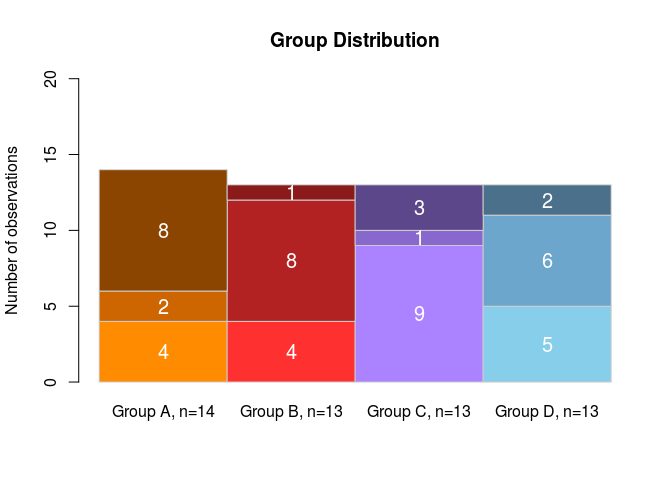 Group Distribution
Number of observations
20
15
10
5
0
8
2
4
1
8
4
3
1
9
2
6
5
Group A, n=14
Group B, n=13
Group C, n=13
Group D, n=13